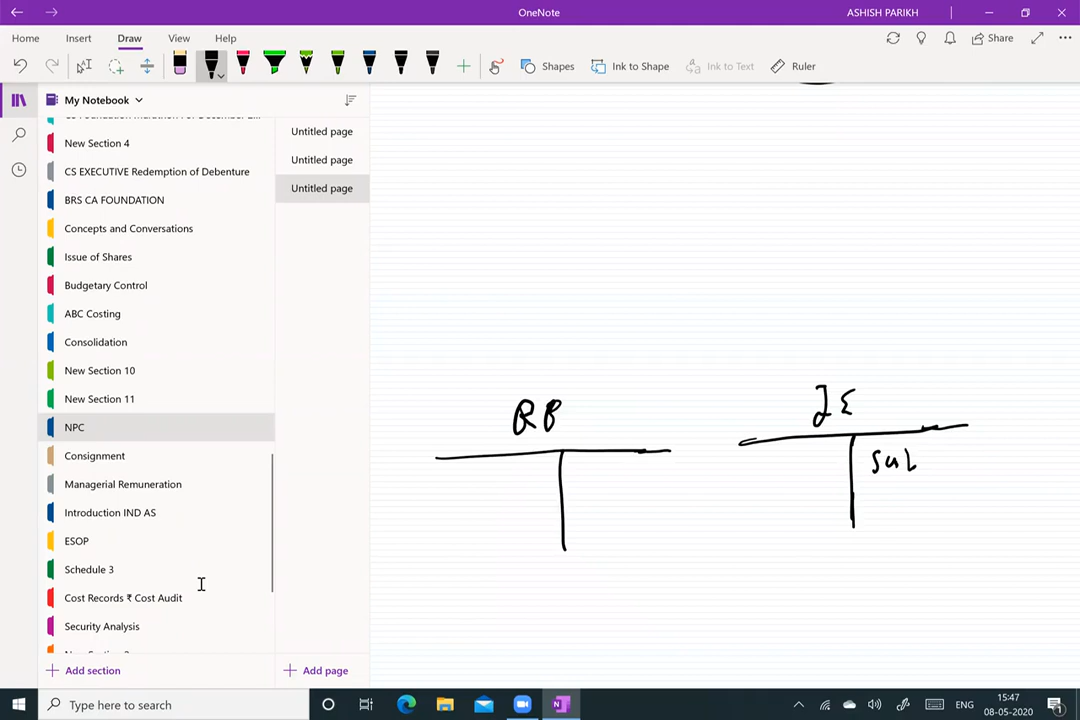 OneNote
ASHISH PARIKH
Home Insert Draw View Help
Share
Shapes Ink to Shape Ink to Text Ruler
My Notebook
New Section 4
CS EXECUTIVE Redemption of Debenture
BRS CA FOUNDATION
Concepts and Conversations
Issue of Shares
Budgetary Control
ABC Costing
Consolidation
New Section 10
New Section 11
NPC
Consignment
Managerial Remuneration
Introduction IND AS
ESOP
Schedule 3
Cost Records ₹ Cost Audit
Security Analysis
Add section
Untitled page
Untitled page
Untitled page
Add page
Type here to search
ENG
15:47
08-05-2020